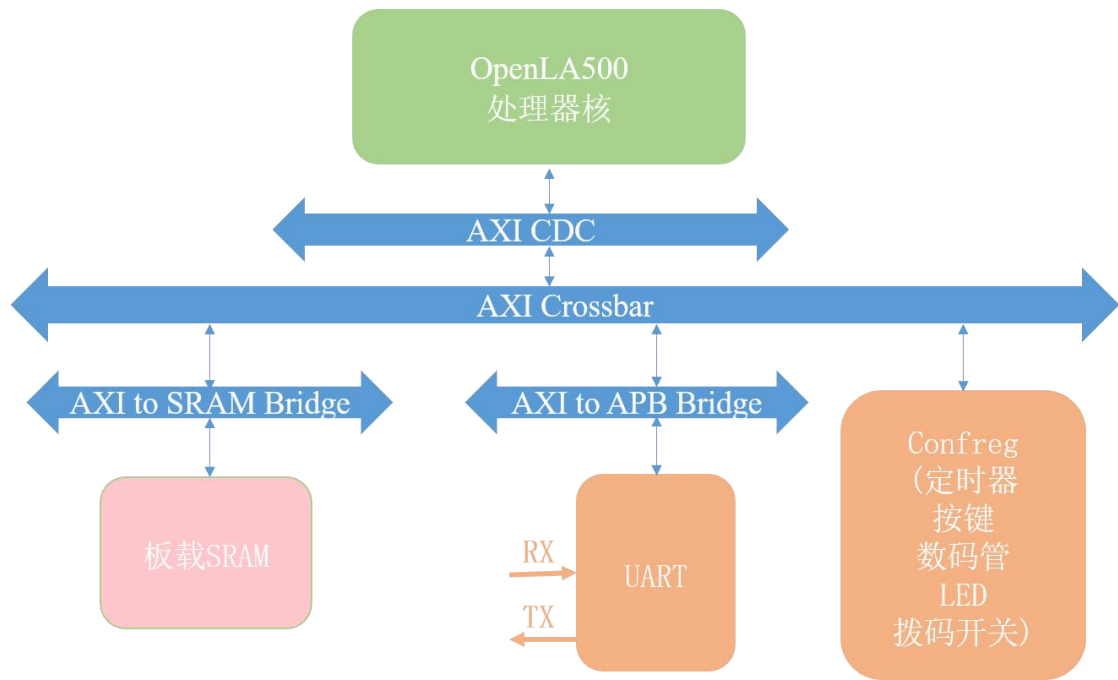 OpenLA500
处理器核
AXI CDC
AXI Crossbar
AXI to SRAM Bridge
AXI to APB Bridge
板载SRAM
RX
TX
UART
Confreg
(定时器
按键
数码管
LED
拨码开关)